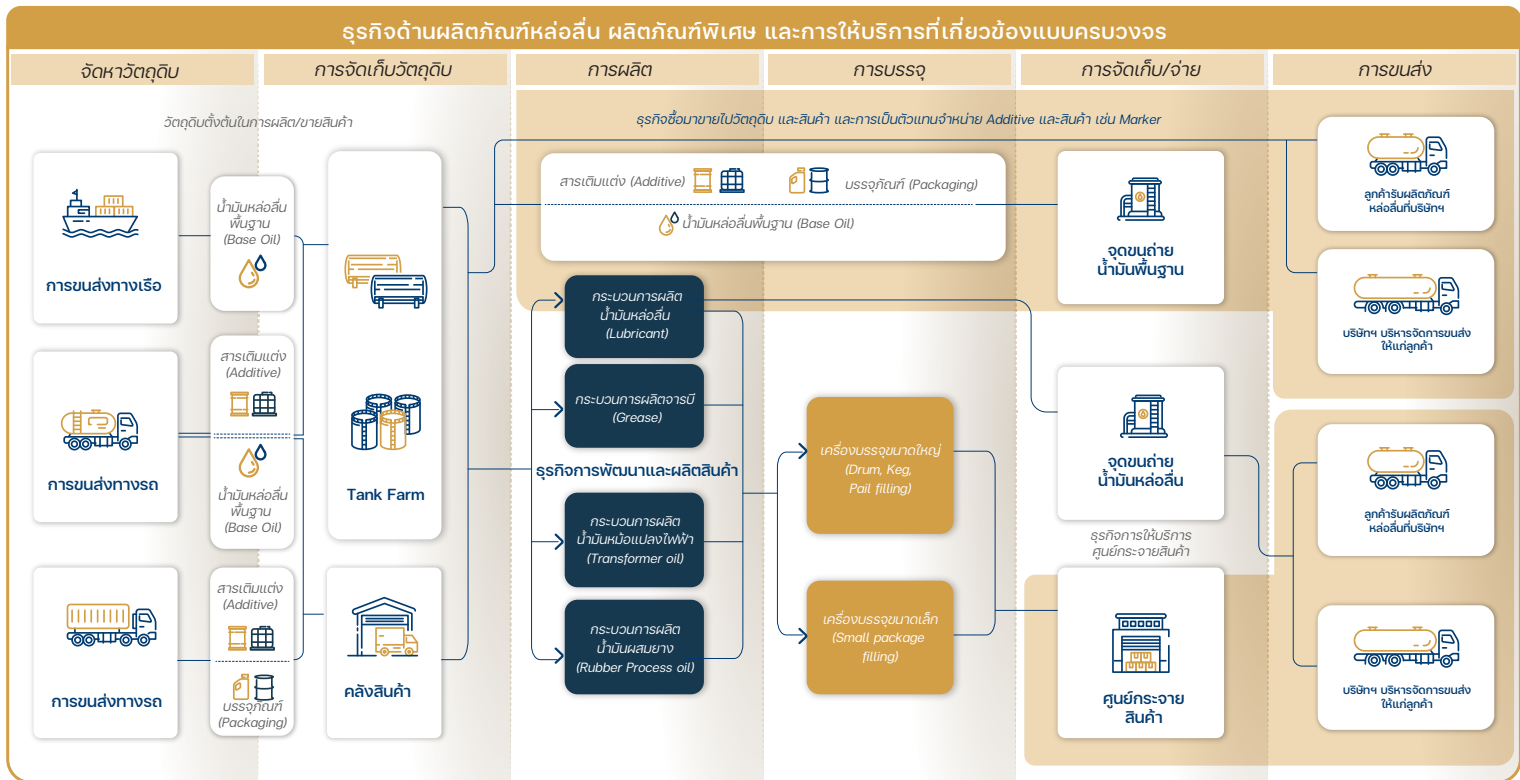 ธุรกิจด้านผลิตภัณฑ์หล่อลื่น ผลิตภัณฑ์พิเศษ และการให้บริการที่เกี่ยวข้องแบบครบวงจร
จัดหาวัตถุดิบ
การจัดเก็บวัตถุดิบ
การผลิต
การบรรจุ
การจัดเก็บ/จ่าย
การขนส่ง
วัตถุดิบตั้งต้นในการผลิต/ขายสินค้า
ธุรกิจซื้อมาขายไปวัตถุดิบ และสินค้า และการเป็นตัวแทนจำหน่าย Additive และสินค้า เช่น Marker
การขนส่งทางเรือ
น้ำมันหล่อลื่น
พื้นฐาน
(Base Oil)
การขนส่งทางรถ
สารเติมแต่ง
(Additive)
น้ำมันหล่อลื่น
พื้นฐาน
(Base Oil)
การขนส่งทางรถ
สารเติมแต่ง
(Additive)
บรรจุภัณฑ์
(Packaging)
Tank Farm
คลังสินค้า
สารเติมแต่ง (Additive)
บรรจุภัณฑ์ (Packaging)
น้ำมันหล่อลื่นพื้นฐาน (Base Oil)
กระบวนการผลิต
น้ำมันหล่อลื่น
(Lubricant)
กระบวนการผลิตจารบี
(Grease)
ธุรกิจการพัฒนาและผลิตสินค้า
กระบวนการผลิต
น้ำมันหม้อแปลงไฟฟ้า
(Transformer oil)
กระบวนการผลิต
น้ำมันผสมยาง
(Rubber Process oil)
เครื่องบรรจุขนาดใหญ่
(Drum, Keg,
Pail filling)
เครื่องบรรจุขนาดเล็ก
(Small package
filling)
จุดขนถ่าย
น้ำมันพื้นฐาน
จุดขนถ่าย
น้ำมันหล่อลื่น
ธุรกิจการให้บริการ
ศูนย์กระจายสินค้า
ศูนย์กระจาย
สินค้า
ลูกค้ารับผลิตภัณฑ์
หล่อลื่นที่บริษัทฯ
บริษัทฯ บริหารจัดการขนส่ง
ให้แก่ลูกค้า
ลูกค้ารับผลิตภัณฑ์
หล่อลื่นที่บริษัทฯ
บริษัทฯ บริหารจัดการขนส่ง
ให้แก่ลูกค้า